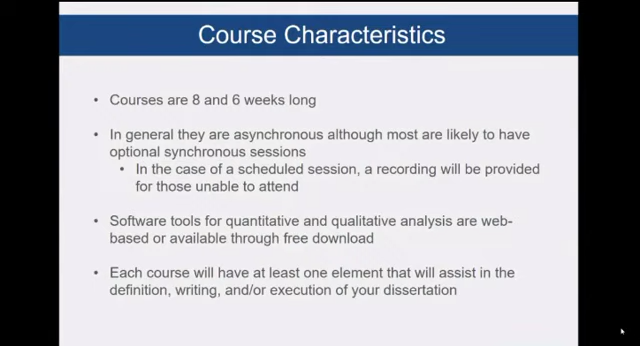 Course Characteristics
• Courses are 8 and 6 weeks long
• In general they are asynchronous although most are likely to have
optional synchronous sessions
• In the case of a scheduled session, a recording will be provided
for those unable to attend
• Software tools for quantitative and qualitative analysis are web-
based or available through free download
• Each course will have at least one element that will assist in the
definition, writing, and/or execution of your dissertation